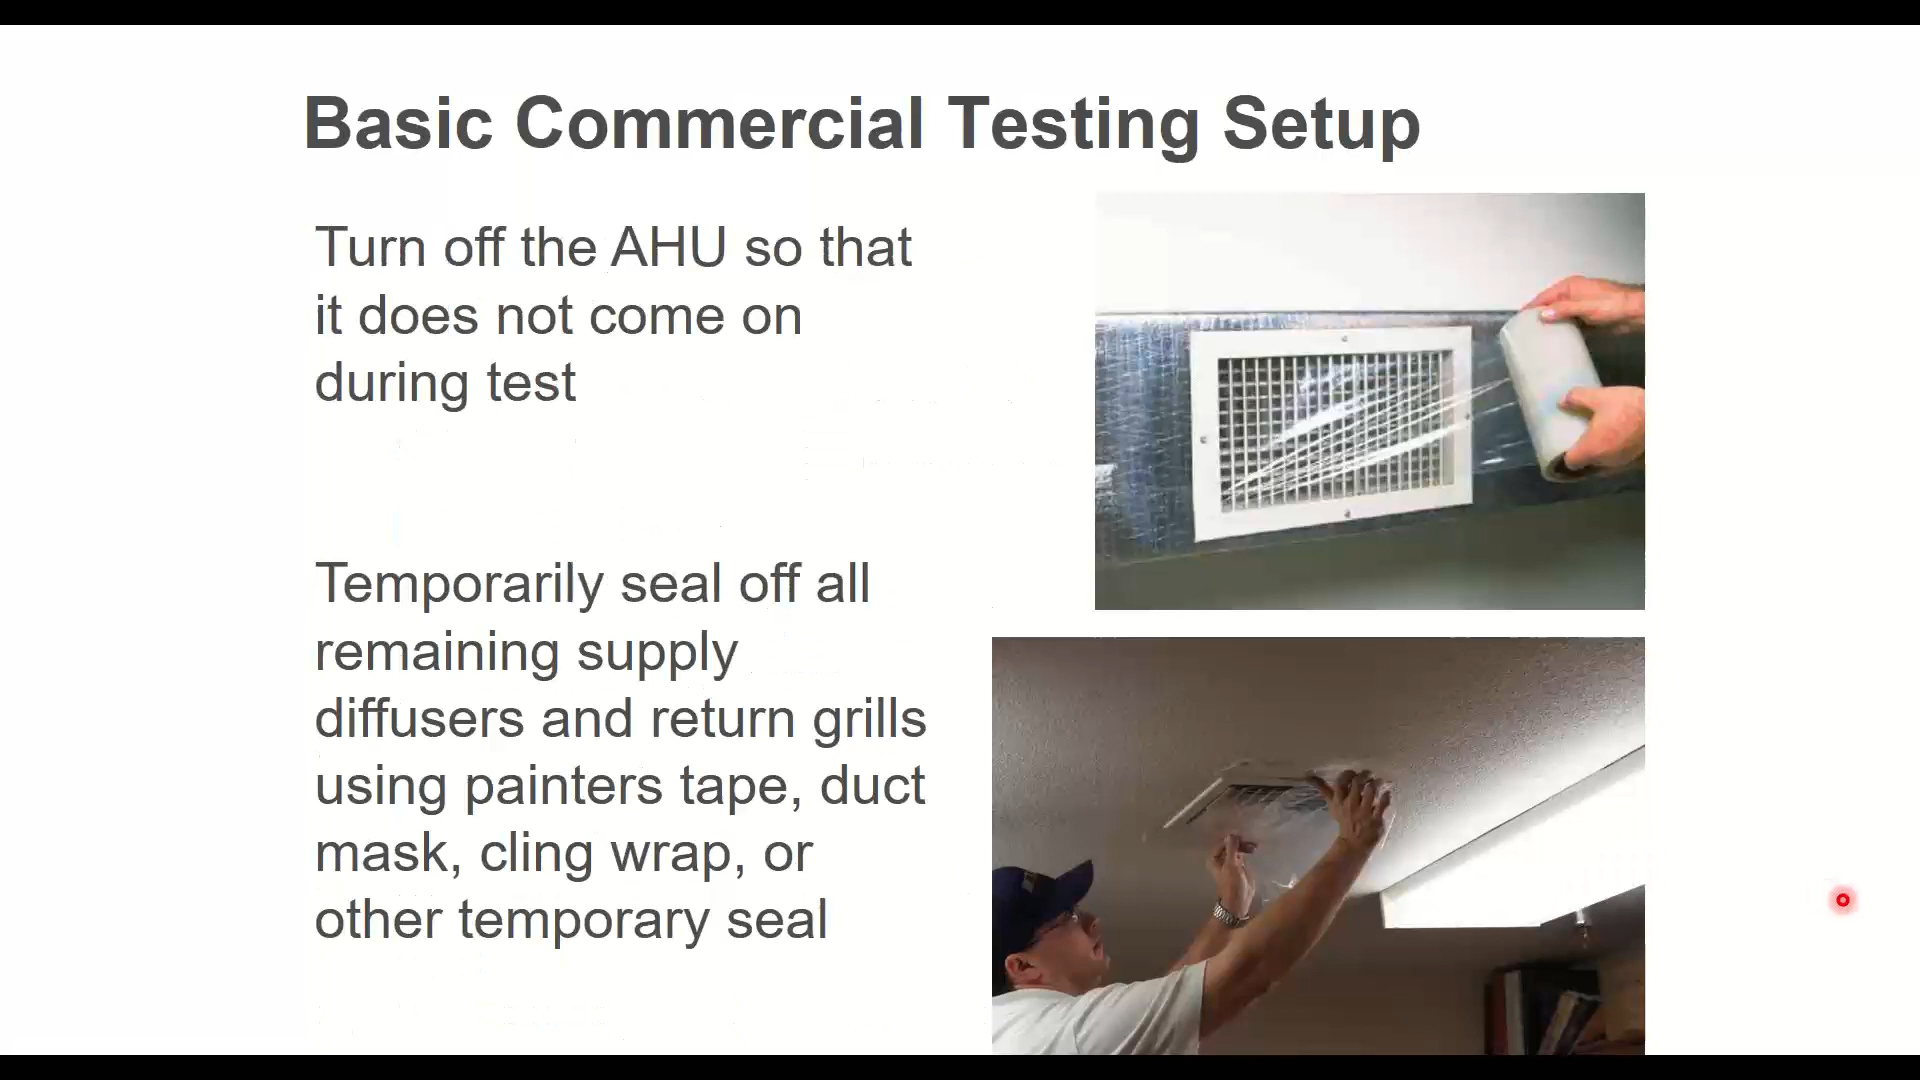 Basic Commercial Testing Setup
Turn off the AHU so that
it does not come on
during test
Temporarily seal off all
remaining supply
diffusers and return grills
using painters tape, duct
mask, cling wrap, or
other temporary seal